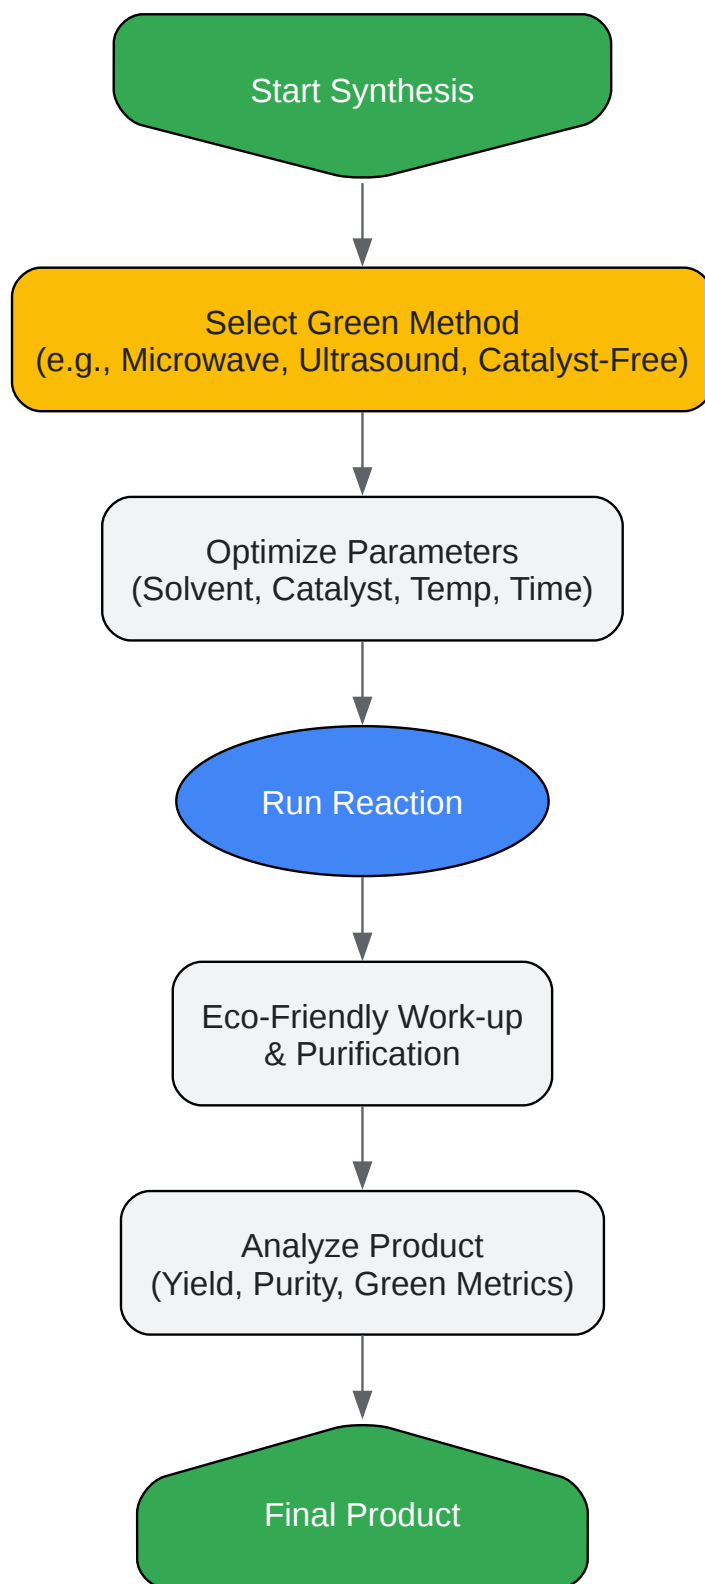 Start Synthesis
Select Green Method
(e.g., Microwave, Ultrasound, Catalyst-Free)
Optimize Parameters
(Solvent, Catalyst, Temp, Time)
Run Reaction
Eco-Friendly Work-up
& Purification
Analyze Product
(Yield, Purity, Green Metrics)
Final Product